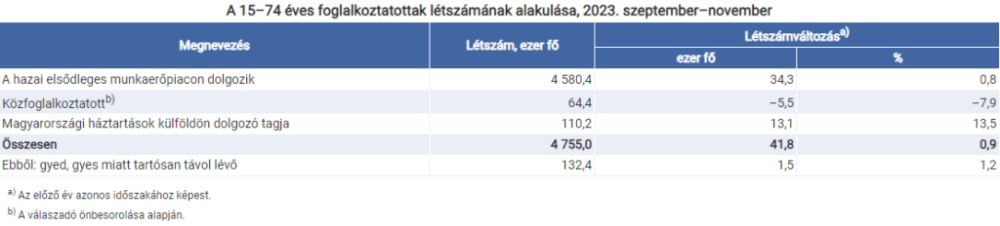 A 15–74 éves foglalkoztatottak létszámának alakulása, 2023. szeptember–november
Megnevezés Létszám, ezer fő Létszámváltozás a)
ezer fő %
A hazai elsődleges munkaerőpiacon dolgozik 4 580,4 34,3 0,8
Közfoglalkoztatott b) 64,4 –5,5 –7,9
Magyarországi háztartások külföldön dolgozó tagja 110,2 13,1 13,5
Összesen 4 755,0 41,8 0,9
Ebből: gyed, gyes miatt tartósan távol lévő 132,4 1,5 1,2
a) Az előző év azonos időszakához képest.
b) A válaszadó önbesorolása alapján.